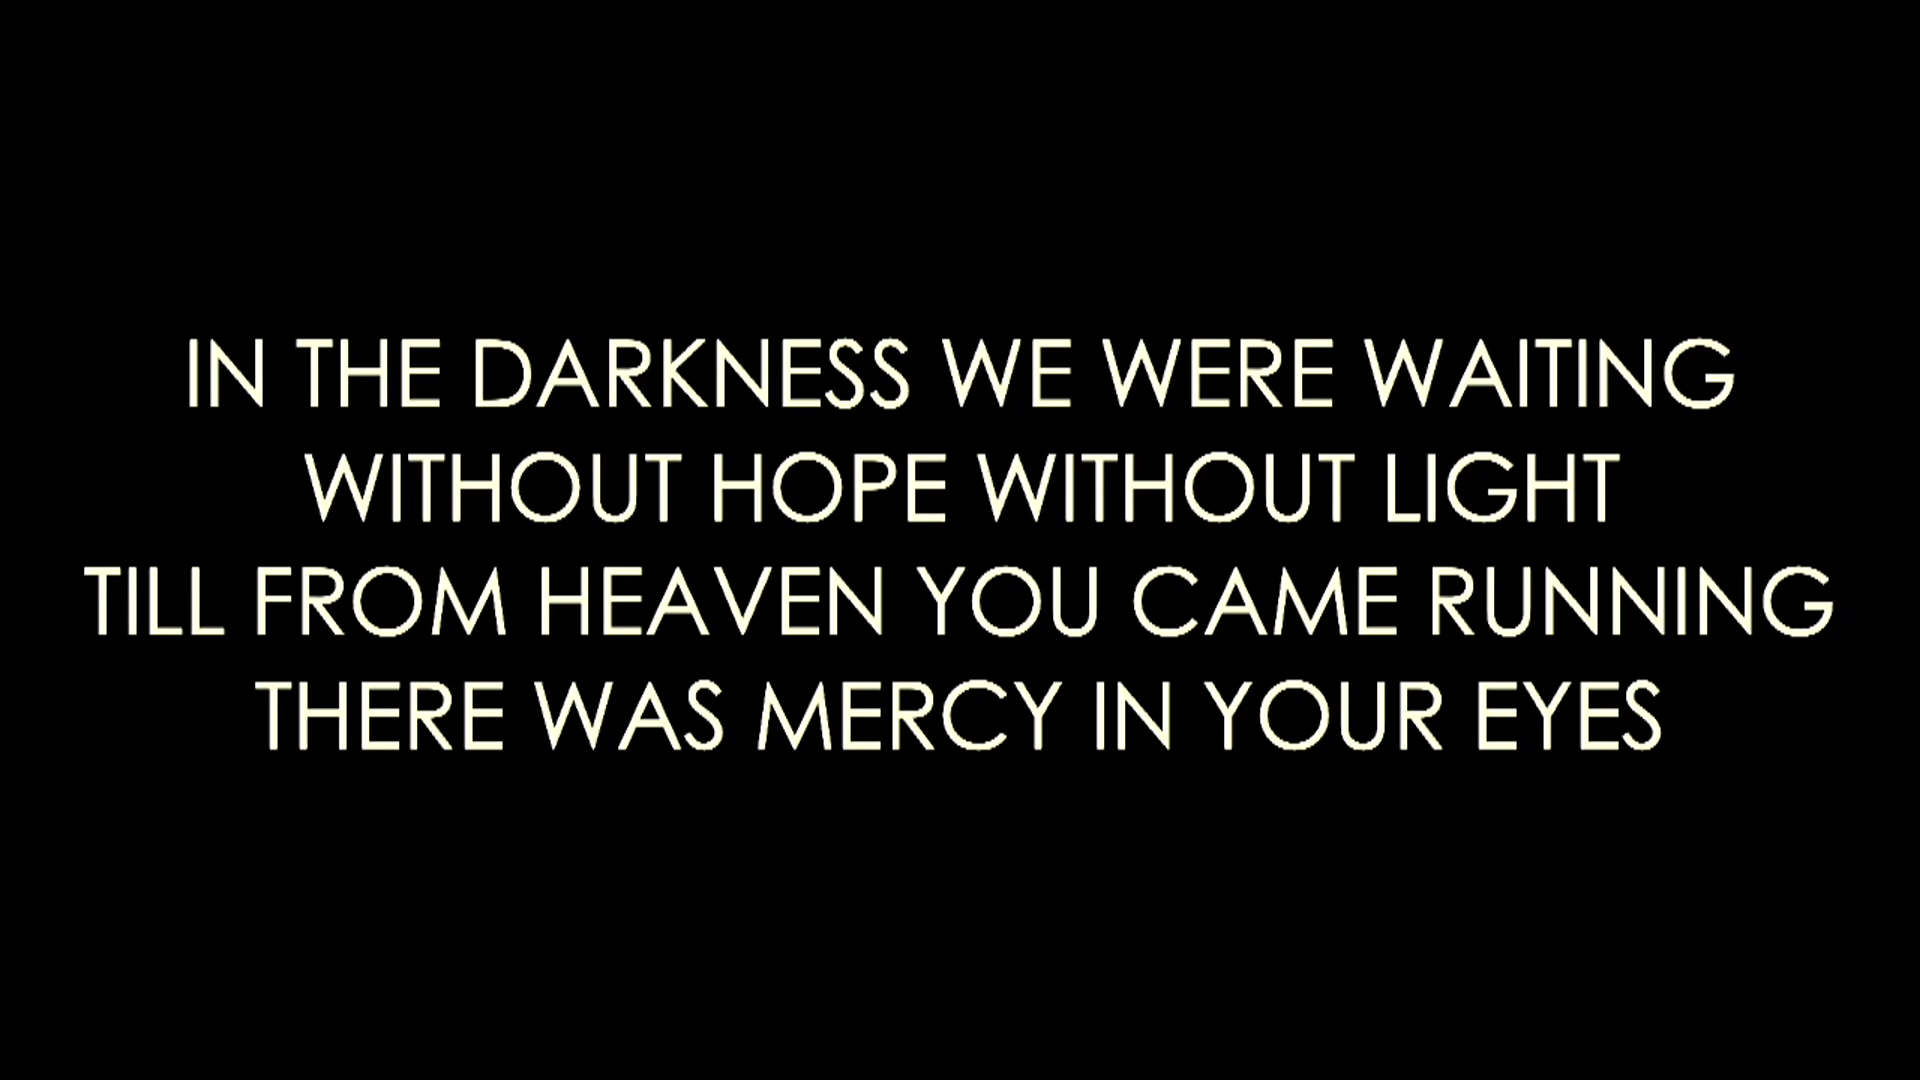 IN THE DARKNESS WE WERE WAITING
WITHOUT HOPE WITHOUT LIGHT
TILL FROM HEAVEN YOU CAME RUNNING
THERE WAS MERCY IN YOUR EYES